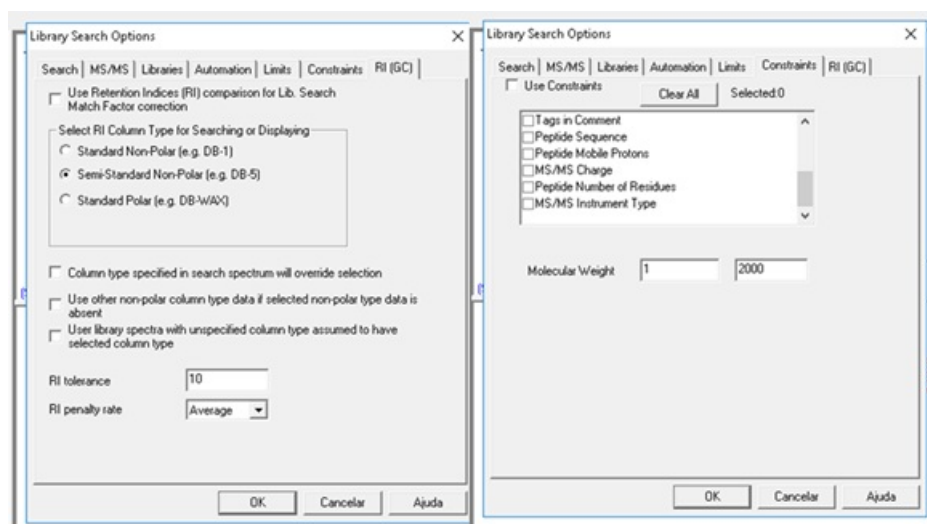 Library Search Options
Search MS/MS Libraries Automation Limits Constraints RI (GC)
Use Retention Indices (RI) comparison for Lib. Search
Match Factor correction
Select RI Column Type for Searching or Displaying
Standard Non-Polar (e.g. DB-1)
Semi-Standard Non-Polar (e.g. DB-5)
Standard Polar (e.g. DB-WAX)
Column type specified in search spectrum will override selection
Use other non-polar column type data if selected non-polar type data is
absent
User library spectra with unspecified column type assumed to have
selected column type
RI tolerance 10
RI penalty rate Average
OK Cancelar Ajuda
Library Search Options
Search MS/MS Libraries Automation Limits Constraints RI (GC)
Use Constraints Clear All Selected:0
Tags in Comment
Peptide Sequence
Peptide Mobile Protons
MS/MS Charge
Peptide Number of Residues
MS/MS Instrument Type
Molecular Weight 1 2000
OK Cancelar Ajuda